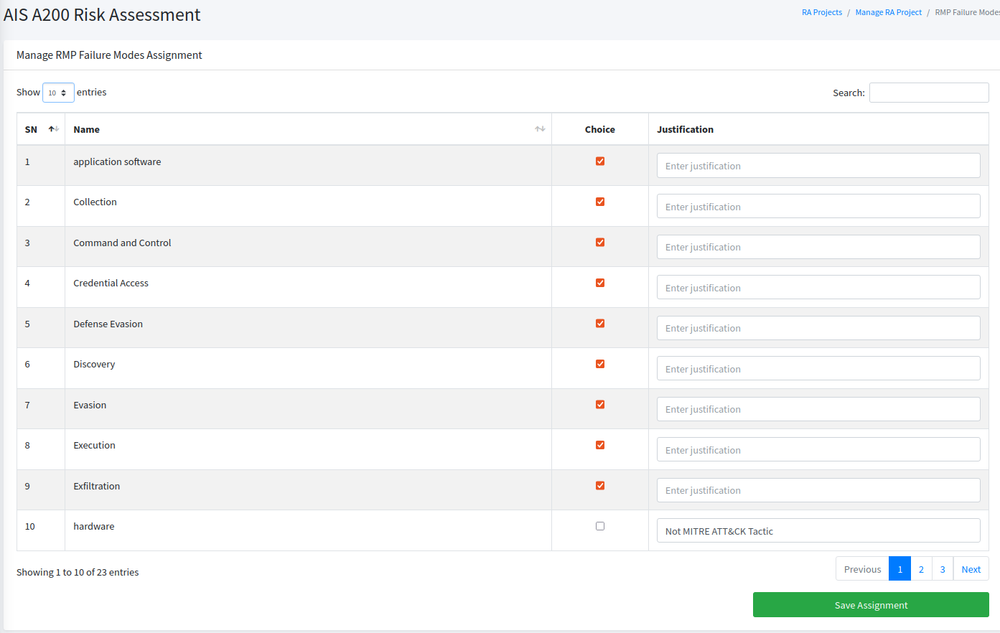 AIS A200 Risk Assessment
RA Projects / Manage RA Project / RMP Failure Modes
Manage RMP Failure Modes Assignment
Show 10 entries
Search:
SN Name Choice Justification
1 application software Enter justification
2 Collection Enter justification
3 Command and Control Enter justification
4 Credential Access Enter justification
5 Defense Evasion Enter justification
6 Discovery Enter justification
7 Evasion Enter justification
8 Execution Enter justification
9 Exfiltration Enter justification
10 hardware Not MITRE ATT&CK Tactic
Showing 1 to 10 of 23 entries
Previous 1 2 3 Next
Save Assignment